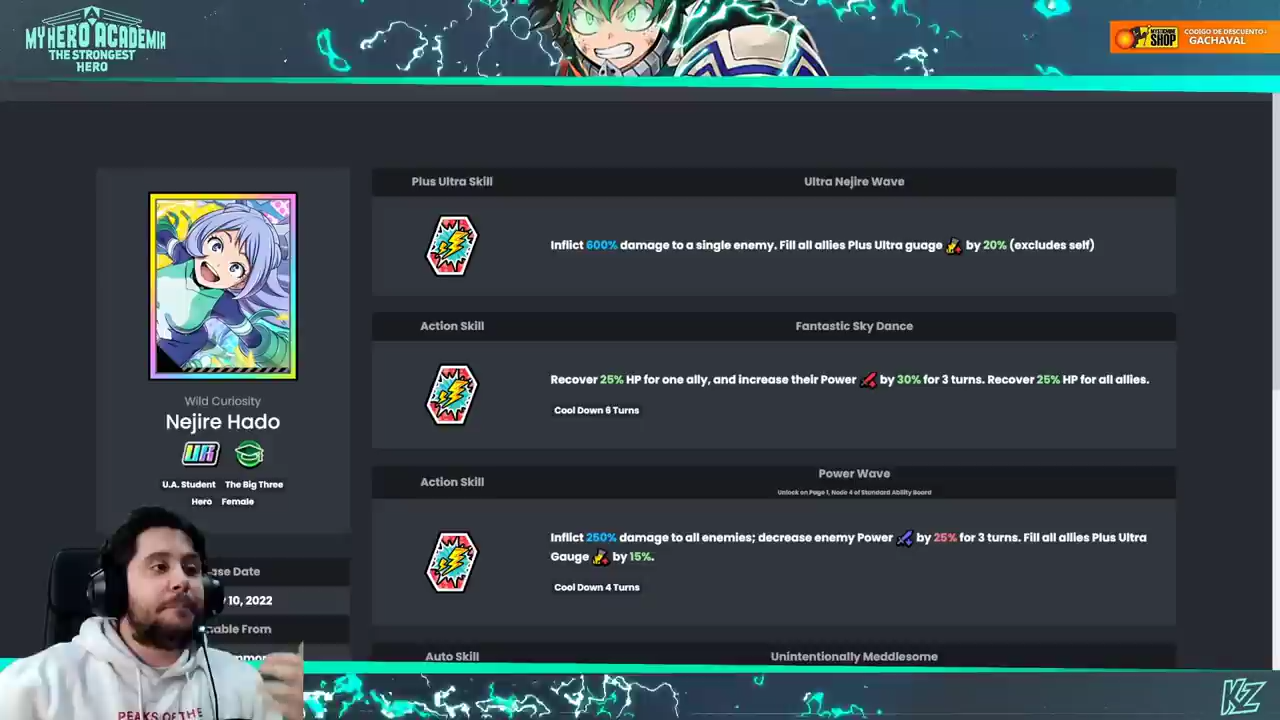 MY HERO ACADEMIA
THE STRONGEST
HERO
MYSTICNINE
SHOP
CODIGO DE DESCUENTO+
GACHAVAL
Plus Ultra Skill
Ultra Nejire Wave
Inflict 600% damage to a single enemy. Fill all allies Plus Ultra guage by 20% (excludes self)
Action Skill
Fantastic Sky Dance
Recover 25% HP for one ally, and increase their Power by 30% for 3 turns. Recover 25% HP for all allies.
Cool Down 6 Turns
Action Skill
Power Wave
Unlock on Page 1, Node 4 of Standard Ability Board
Inflict 250% damage to all enemies; decrease enemy Power by 25% for 3 turns. Fill all allies Plus Ultra
Gauge by 15%.
Cool Down 4 Turns
Auto Skill
Unintentionally Meddlesome
Wild Curiosity
Nejire Hado
UR
U.A. Student The Big Three
Hero Female
ase Date
10, 2022
nable From
PEAKS OF THE
KZ